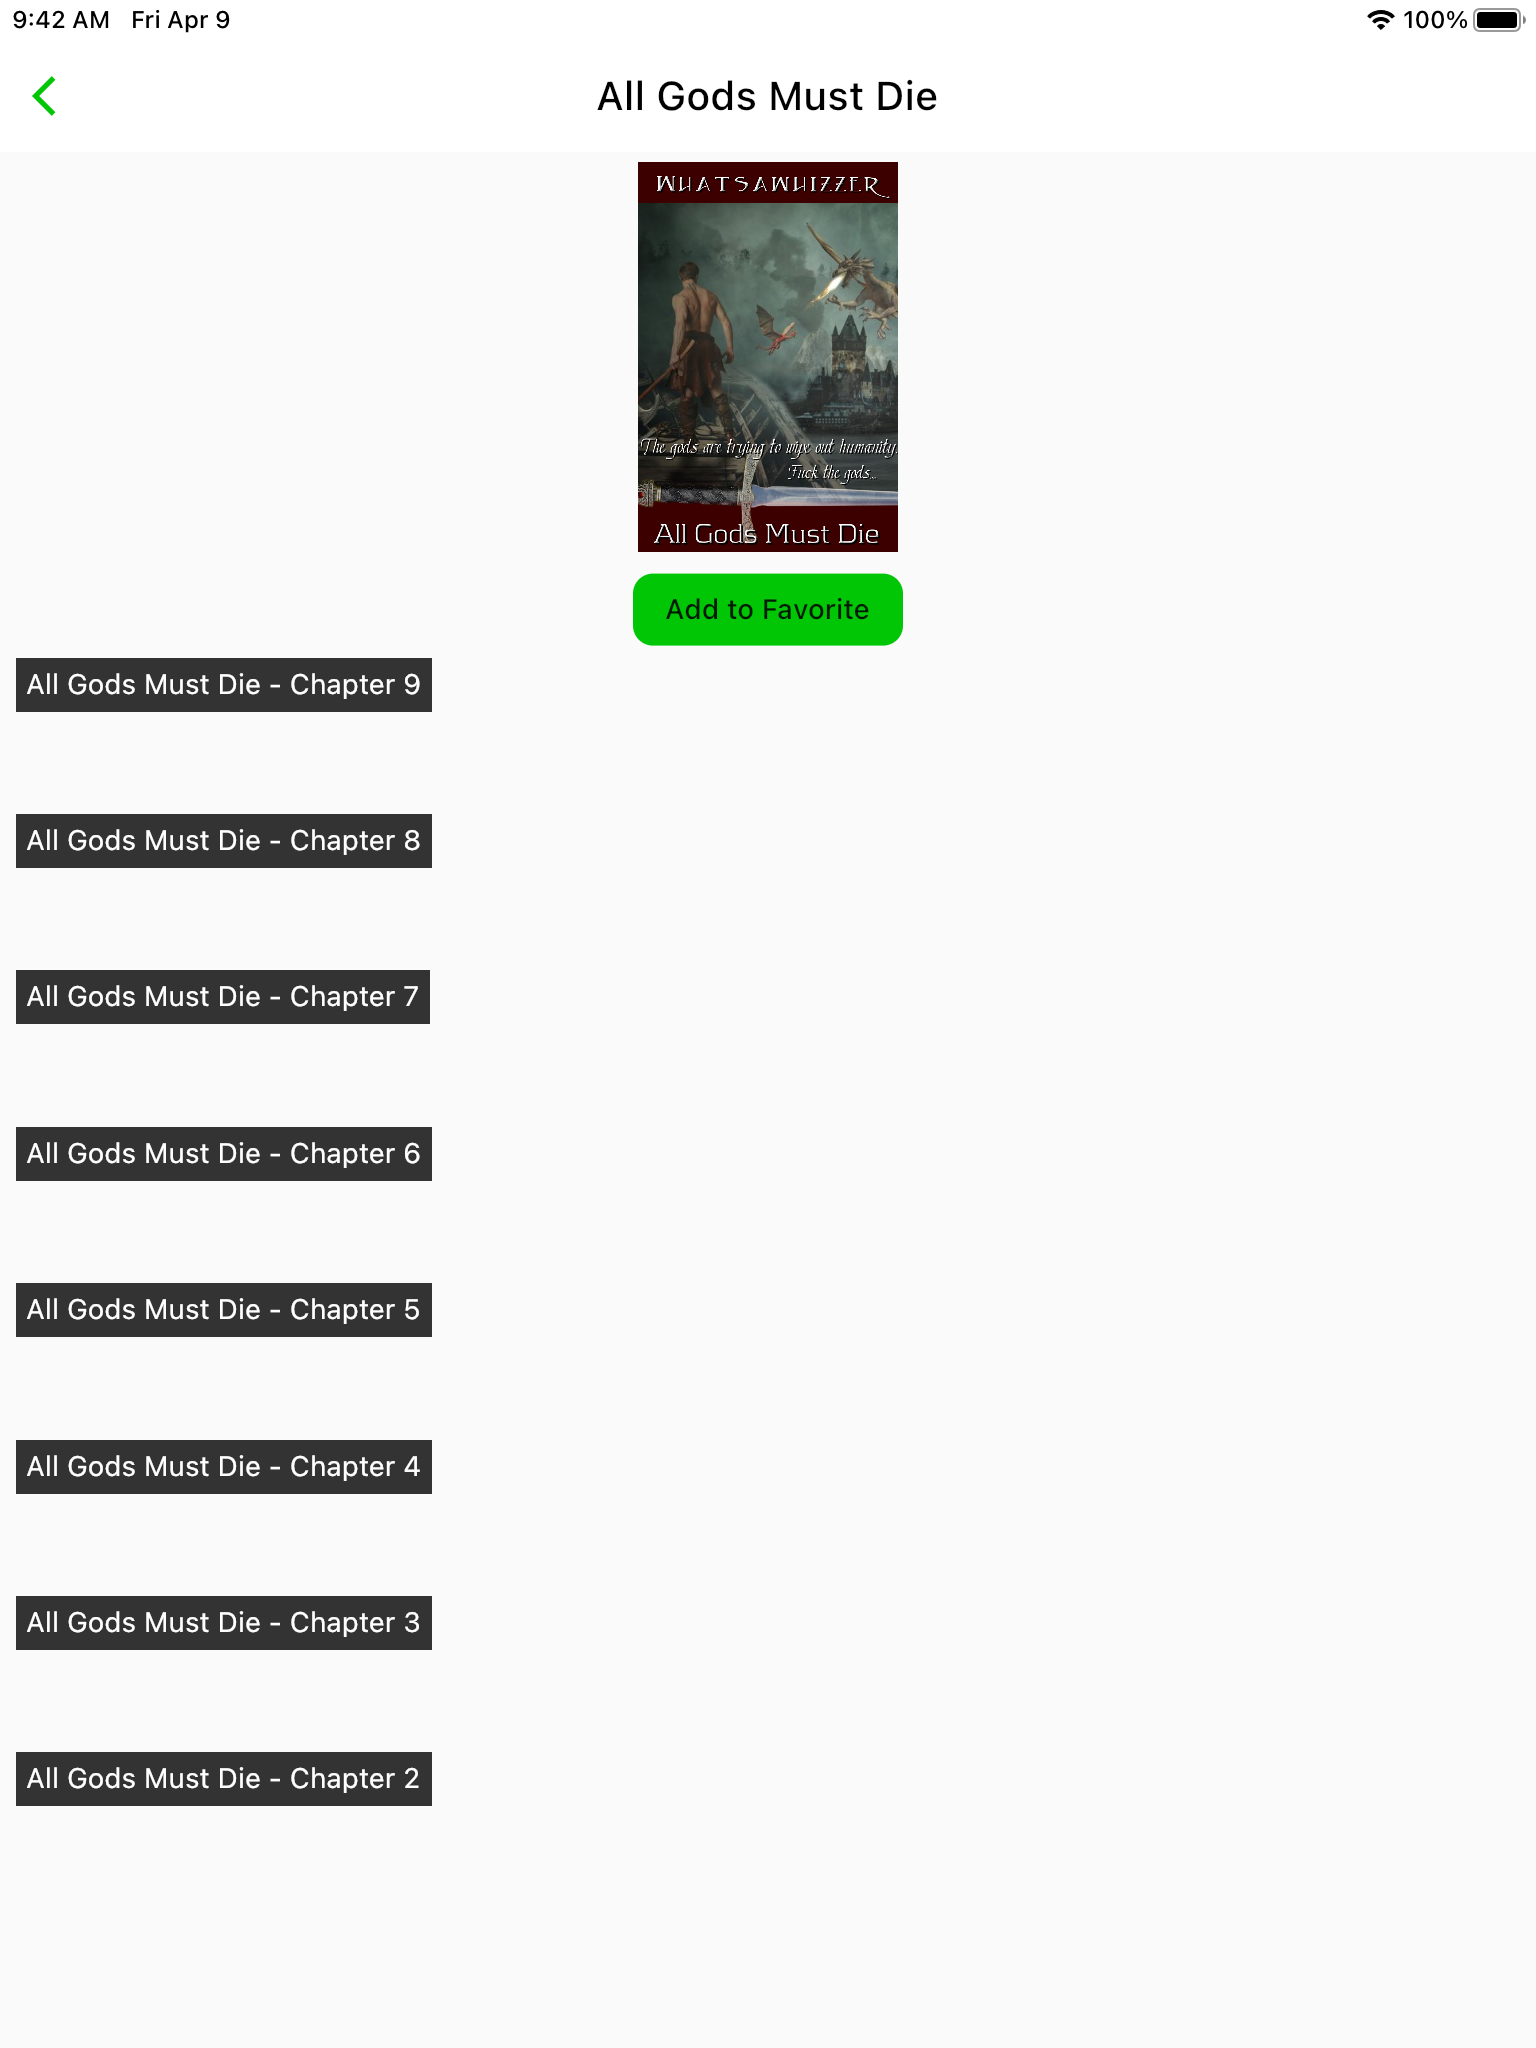 9:42 AM Fri Apr 9 100%
All Gods Must Die
WHATSAWHIZZER
The gods are trying to wipe out humanity.
Fuck the gods...
All Gods Must Die
Add to Favorite
All Gods Must Die - Chapter 9
All Gods Must Die - Chapter 8
All Gods Must Die - Chapter 7
All Gods Must Die - Chapter 6
All Gods Must Die - Chapter 5
All Gods Must Die - Chapter 4
All Gods Must Die - Chapter 3
All Gods Must Die - Chapter 2